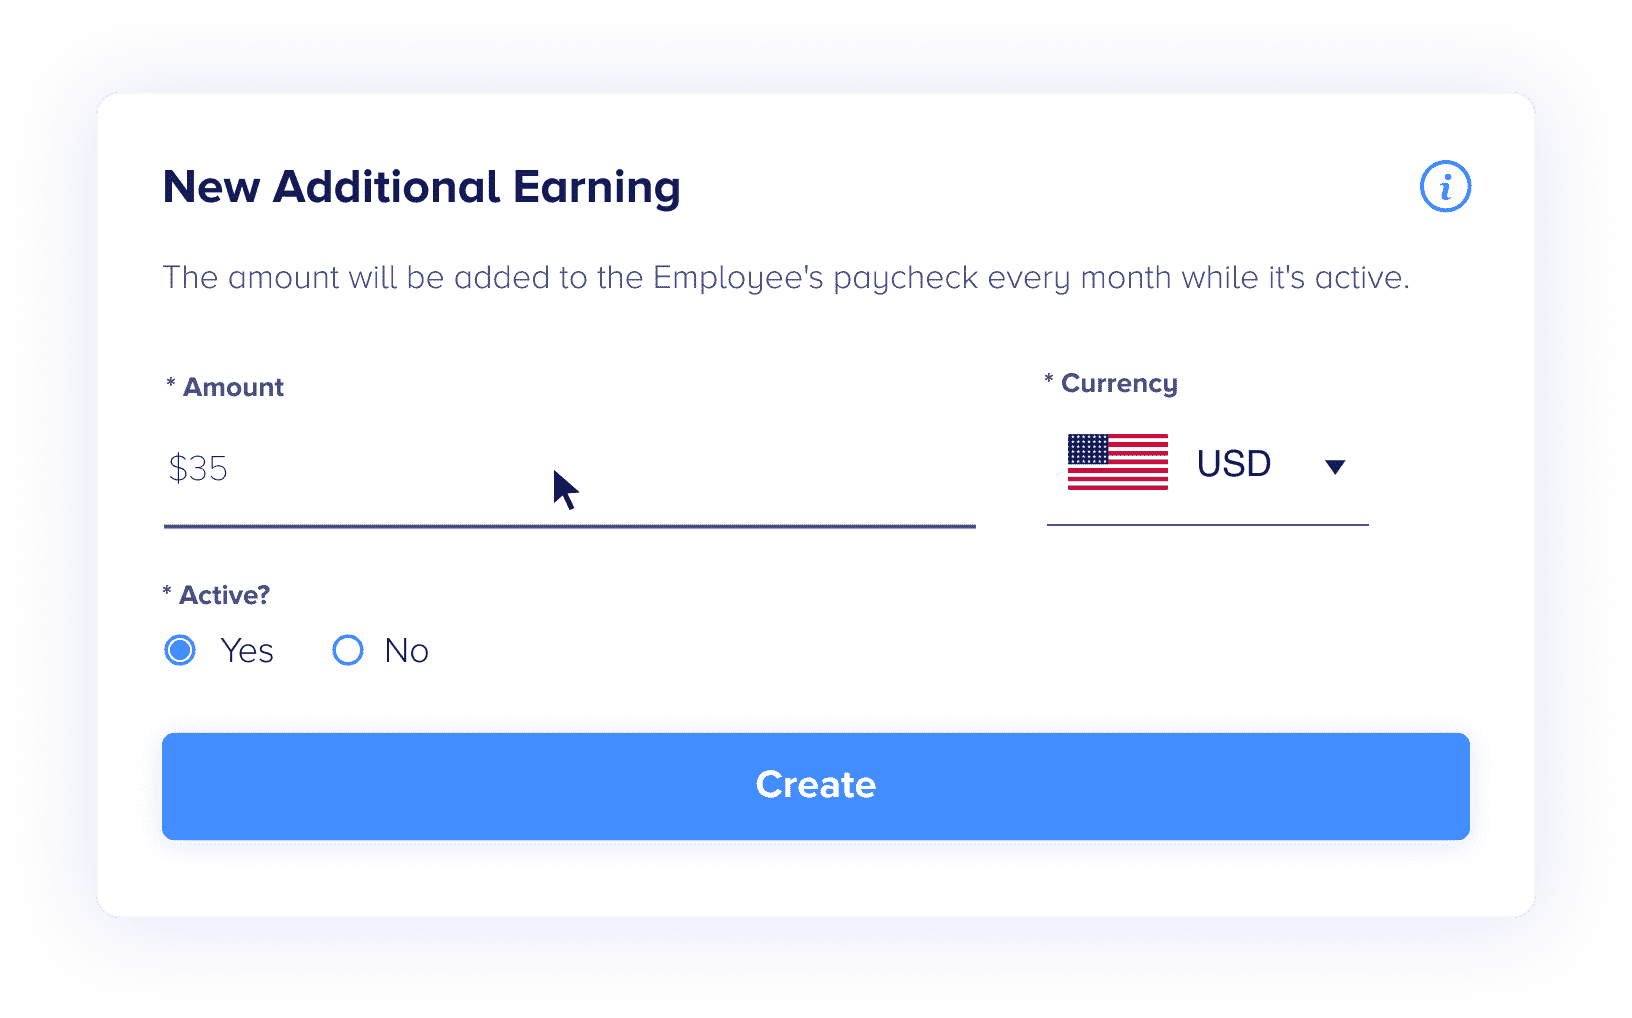 New Additional Earning
i
The amount will be added to the Employee's paycheck every month while it's active.
* Amount
* Currency
$35
USD
* Active?
Yes No
Create